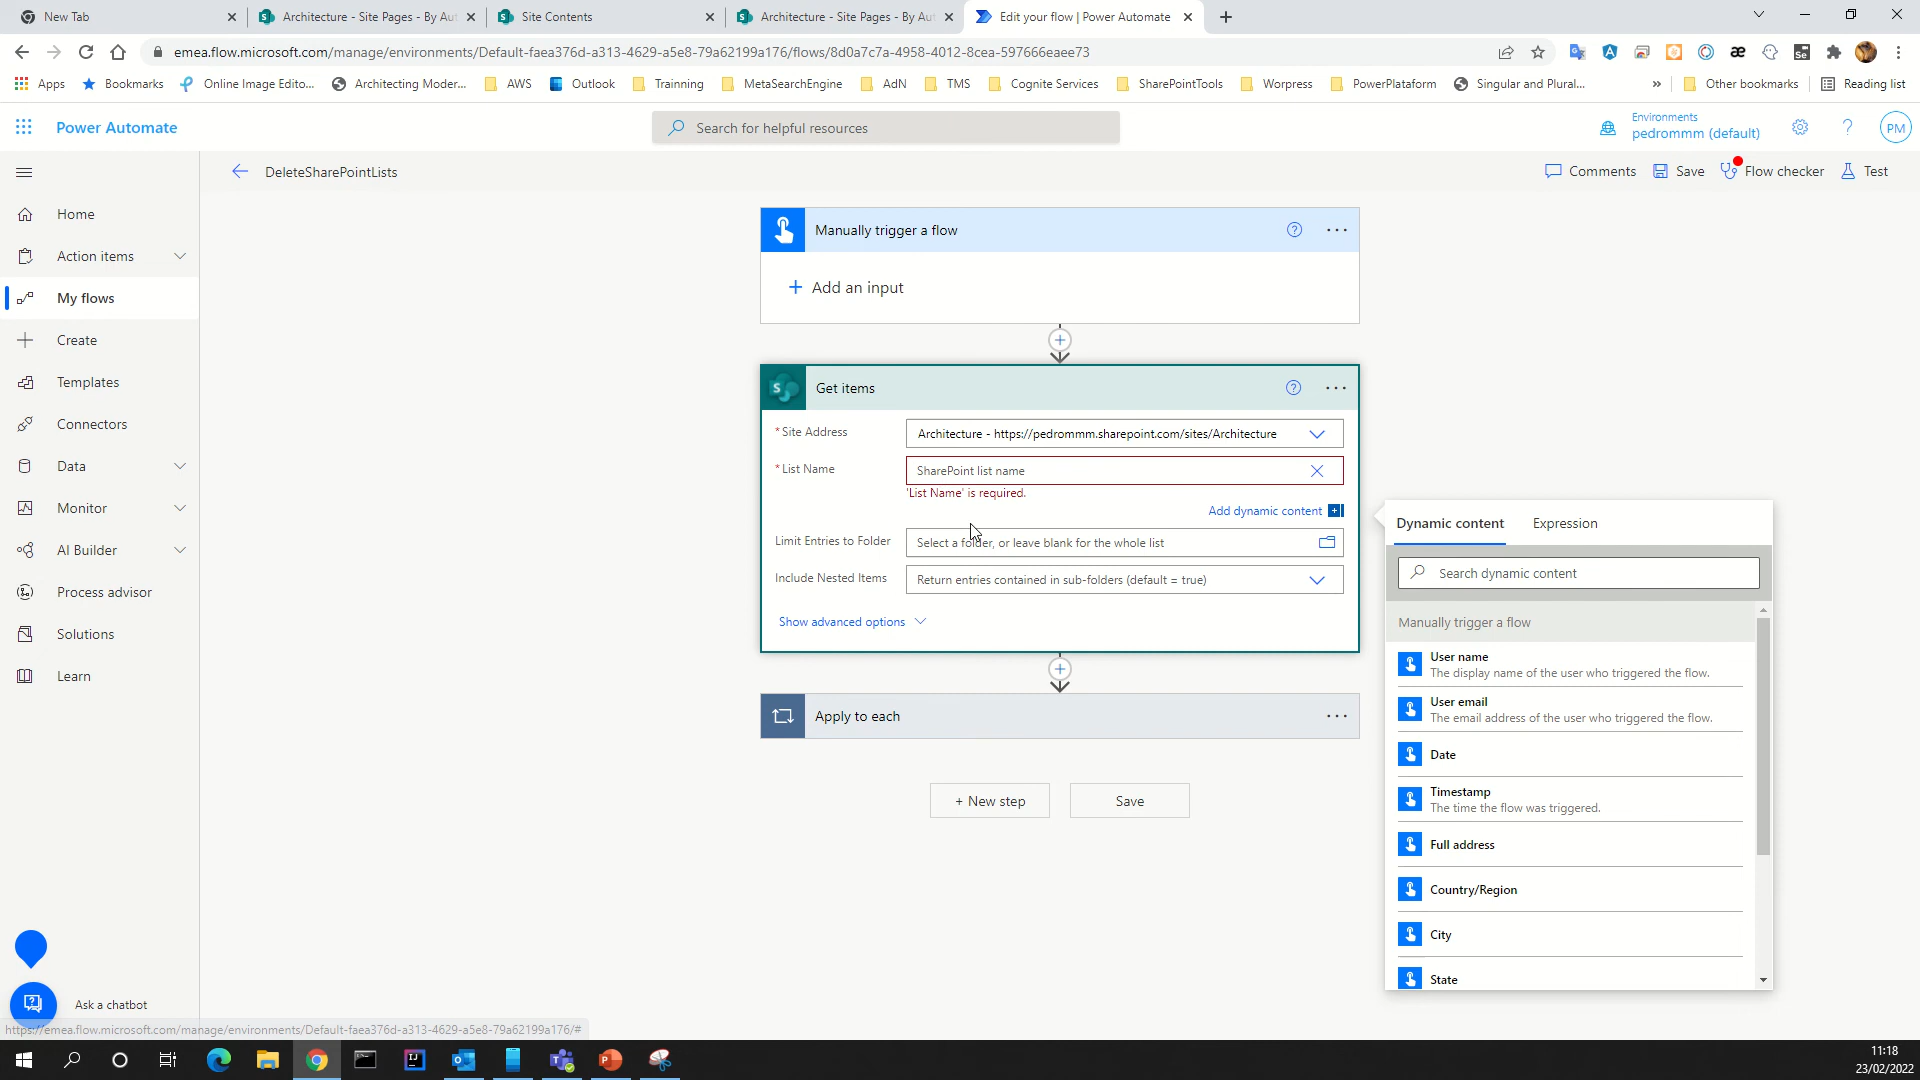 New Tab
Architecture - Site Pages - By Aut
Site Contents
Architecture - Site Pages - By Aut
Edit your flow | Power Automate
emea.flow.microsoft.com/manage/environments/Default-faea376d-a313-4629-a5e8-79a62199a176/flows/8d0a7c7a-4958-4012-8cea-597666eaee73
Apps
Bookmarks
Online Image Edito...
Architecting Moder...
AWS
Outlook
Trainning
MetaSearchEngine
AdN
TMS
Cognite Services
SharePointTools
Worpress
PowerPlataform
Singular and Plural...
»
Other bookmarks
Reading list
Power Automate
Search for helpful resources
Environments
pedrommm (default)
PM
DeleteSharePointLists
Comments
Save
Flow checker
Test
Home
Action items
My flows
Create
Templates
Connectors
Data
Monitor
AI Builder
Process advisor
Solutions
Learn
Ask a chatbot
Manually trigger a flow
Add an input
Get items
* Site Address
Architecture - https://pedrommm.sharepoint.com/sites/Architecture
* List Name
SharePoint list name
'List Name' is required.
Add dynamic content
Limit Entries to Folder
Select a folder, or leave blank for the whole list
Include Nested Items
Return entries contained in sub-folders (default = true)
Show advanced options
Apply to each
+ New step
Save
Dynamic content
Expression
Search dynamic content
Manually trigger a flow
User name
The display name of the user who triggered the flow.
User email
The email address of the user who triggered the flow.
Date
Timestamp
The time the flow was triggered.
Full address
Country/Region
City
State
https://emea.flow.microsoft.com/manage/environments/Default-faea376d-a313-4629-a5e8-79a62199a176/#
11:18
23/02/2022